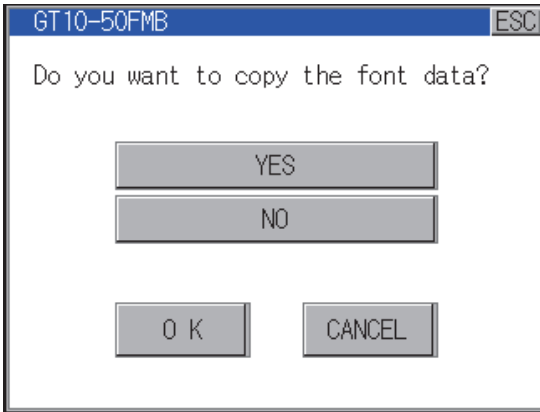 GT10-50FMB ESC
Do you want to copy the font data?
YES
NO
O K CANCEL